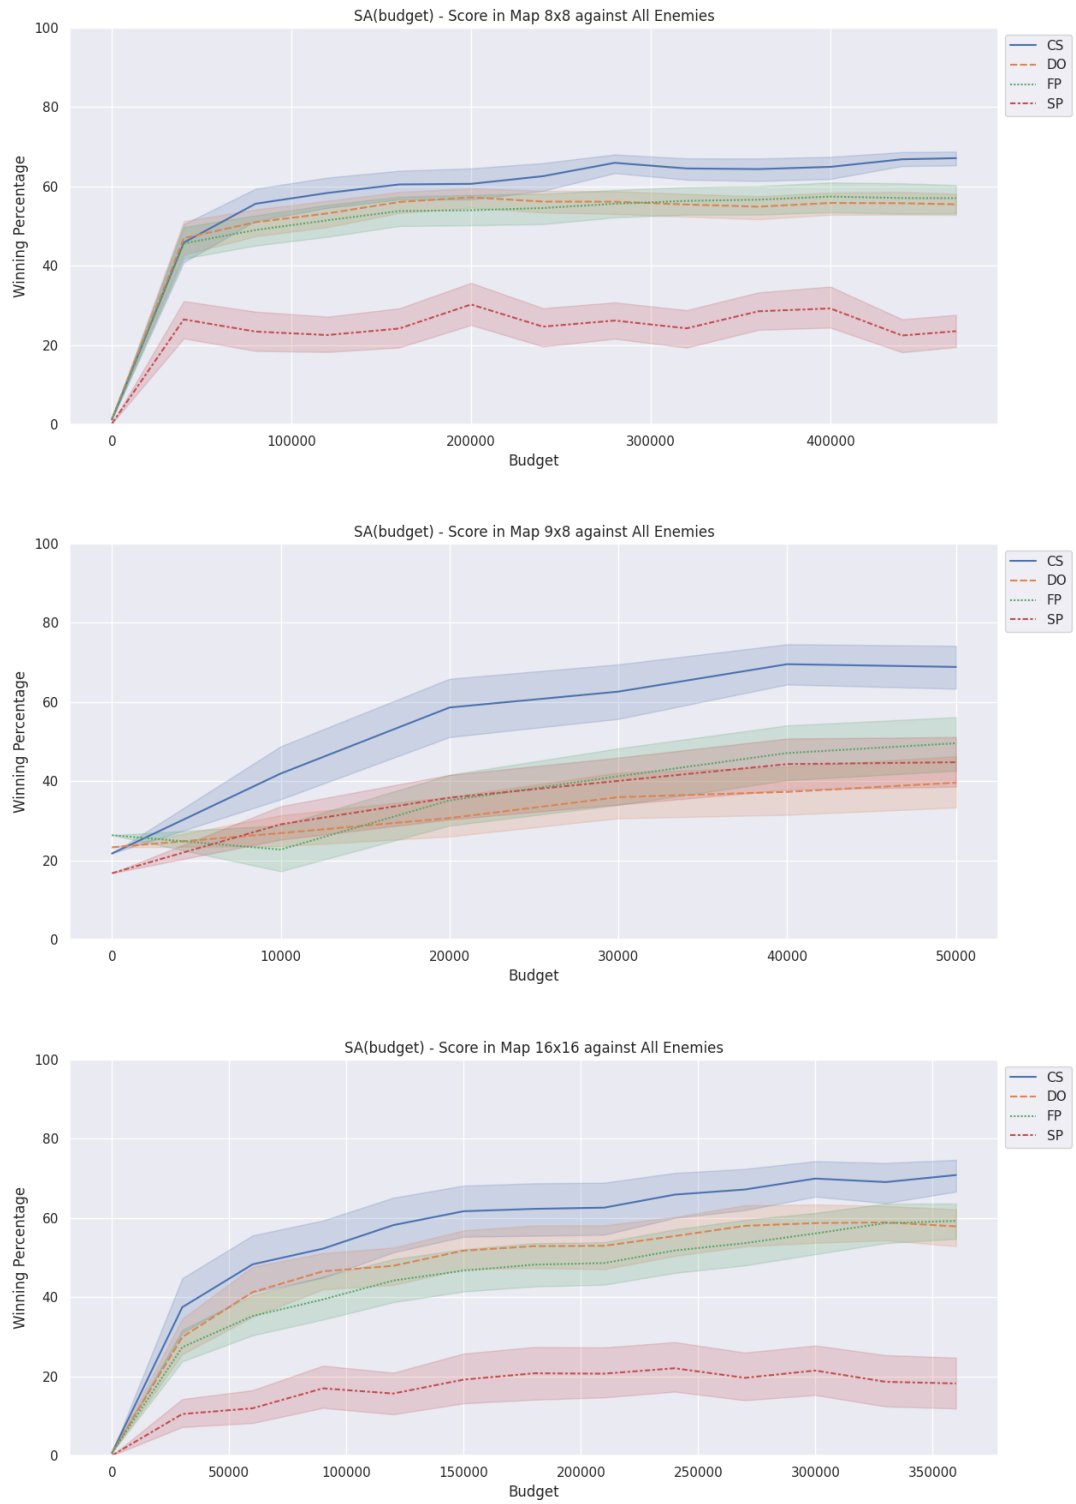 SA(budget) - Score in Map 8x8 against All Enemies
100
80
60
40
20
0
Winning Percentage
0 100000 200000 300000 400000
Budget
CS
DO
FP
SP
SA(budget) - Score in Map 9x8 against All Enemies
100
80
60
40
20
0
Winning Percentage
0 10000 20000 30000 40000 50000
Budget
CS
DO
FP
SP
SA(budget) - Score in Map 16x16 against All Enemies
100
80
60
40
20
0
Winning Percentage
0 50000 100000 150000 200000 250000 300000 350000
Budget
CS
DO
FP
SP